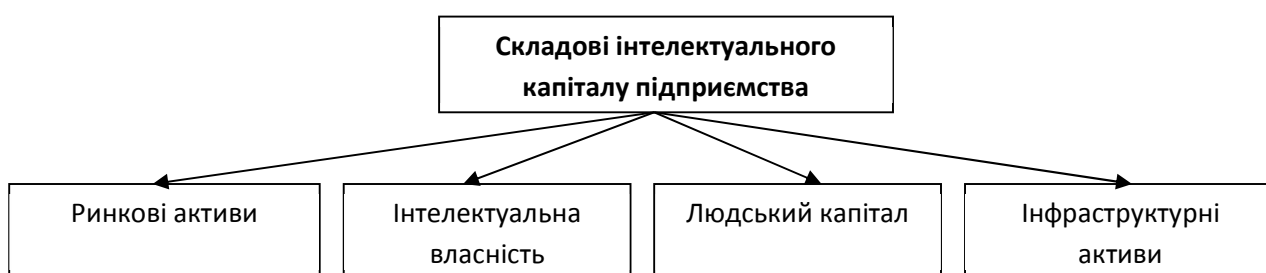 Складові інтелектуального
капіталу підприємства
Ринкові активи
Інтелектуальна
власність
Людський капітал
Інфраструктурні
активи